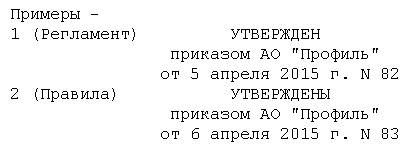 Примеры -
1 (Регламент) УТВЕРЖДЕН
приказом АО "Профиль"
от 5 апреля 2015 г. N 82
2 (Правила) УТВЕРЖДЕНЫ
приказом АО "Профиль"
от 6 апреля 2015 г. N 83